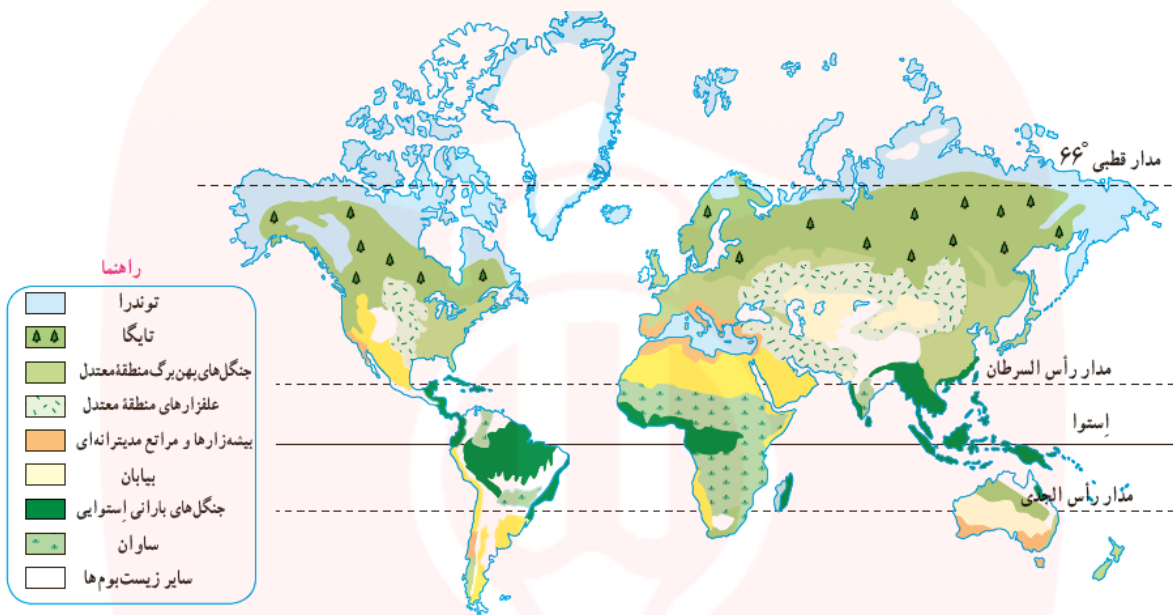 مدار قطبی ۶۶°
مدار رأس السرطان
اِستوا
مدار رأس الجدی
راهنما
توندرا
تایگا
جنگل‌های پهن‌برگ منطقهٔ معتدل
علفزارهای منطقهٔ معتدل
بیشه‌زارها و مراتع مدیترانه‌ای
بیابان
جنگل‌های بارانی اِستوایی
ساوان
سایر زیست‌بوم‌ها